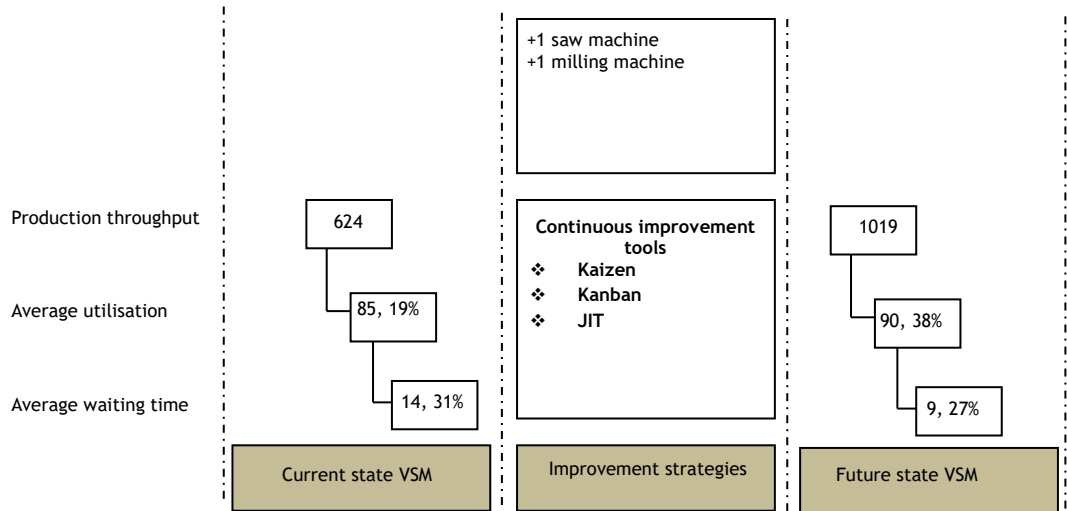 +1 saw machine
+1 milling machine
Production throughput
624
Continuous improvement
tools
❖ Kaizen
❖ Kanban
❖ JIT
1019
Average utilisation
85, 19%
90, 38%
Average waiting time
14, 31%
9, 27%
Current state VSM
Improvement strategies
Future state VSM